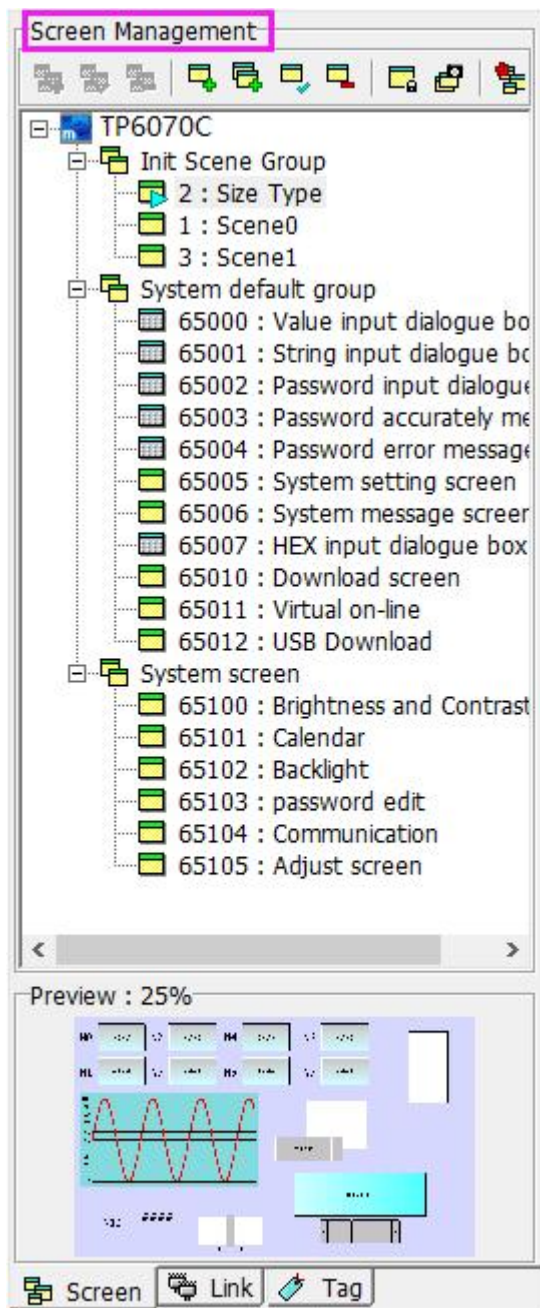 Screen Management
TP6070C
Init Scene Group
2 : Size Type
1 : Scene0
3 : Scene1
System default group
65000 : Value input dialogue bo
65001 : String input dialogue bo
65002 : Password input dialogue
65003 : Password accurately me
65004 : Password error message
65005 : System setting screen
65006 : System message screen
65007 : HEX input dialogue box
65010 : Download screen
65011 : Virtual on-line
65012 : USB Download
System screen
65100 : Brightness and Contrast
65101 : Calendar
65102 : Backlight
65103 : password edit
65104 : Communication
65105 : Adjust screen
Preview : 25%
####
Screen Link Tag